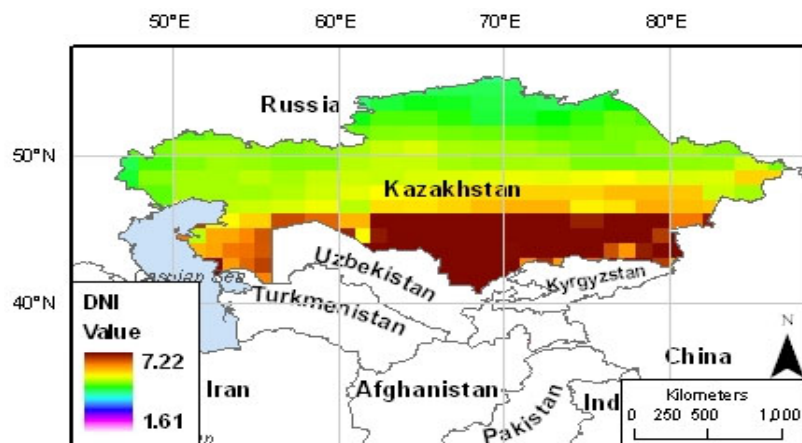 50°E 60°E 70°E 80°E
Russia
50°N
Kazakhstan
Uzbekistan
Caspian Sea
Kyrgyzstan
40°N
Turkmenistan
DNI
Value
7.22
1.61
N
China
Iran
Afghanistan
Pakistan
Ind
Kilometers
0 250 500 1,000